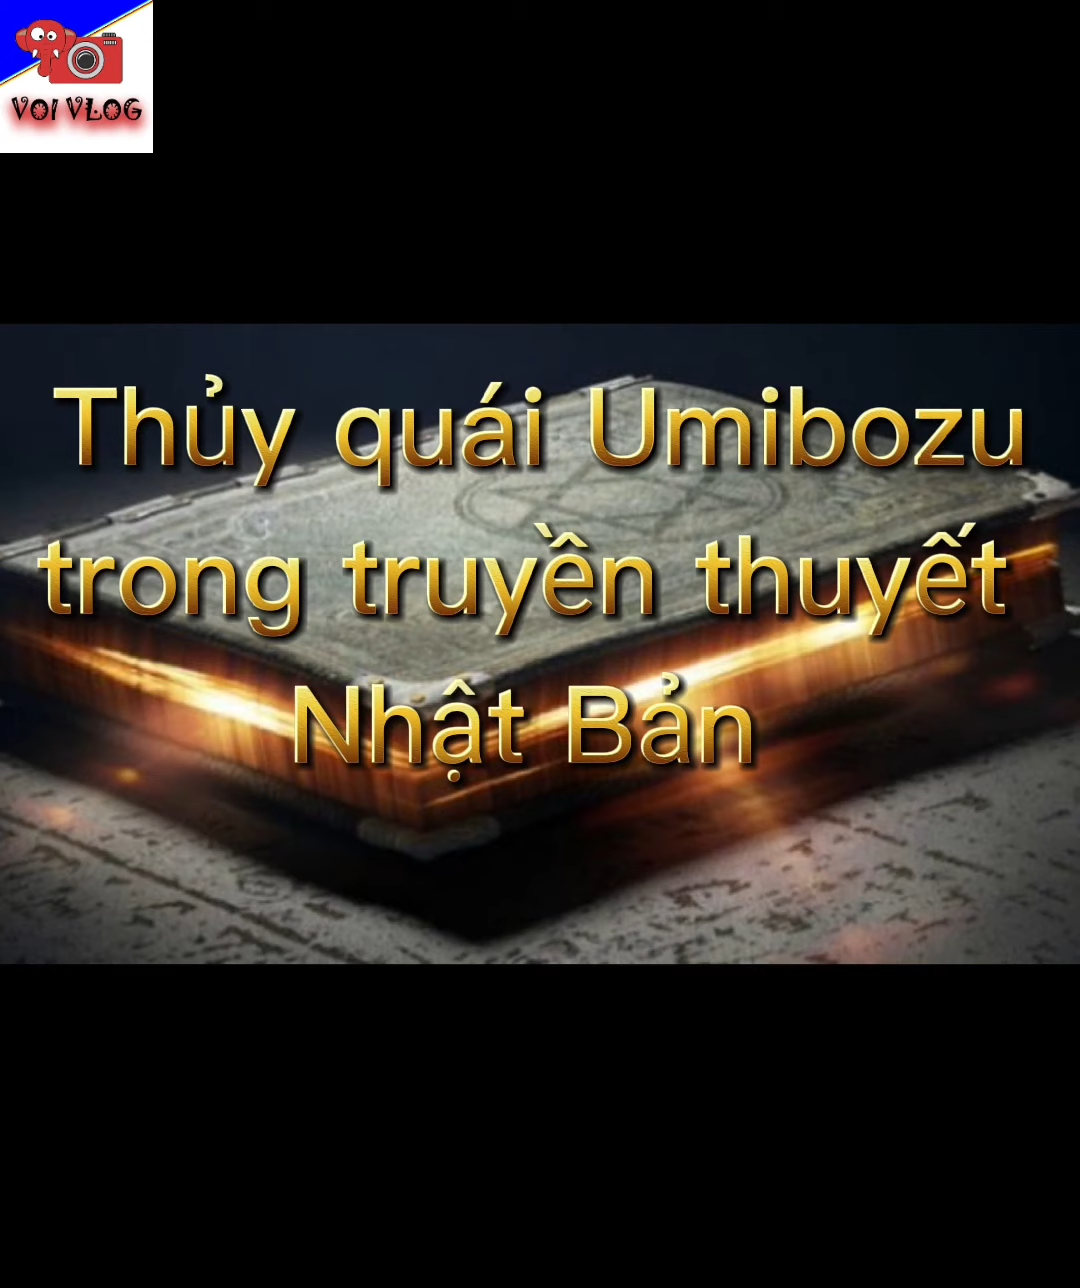 VOI VLOG
Thủy quái Umibozu
trong truyền thuyết
Nhật Bản